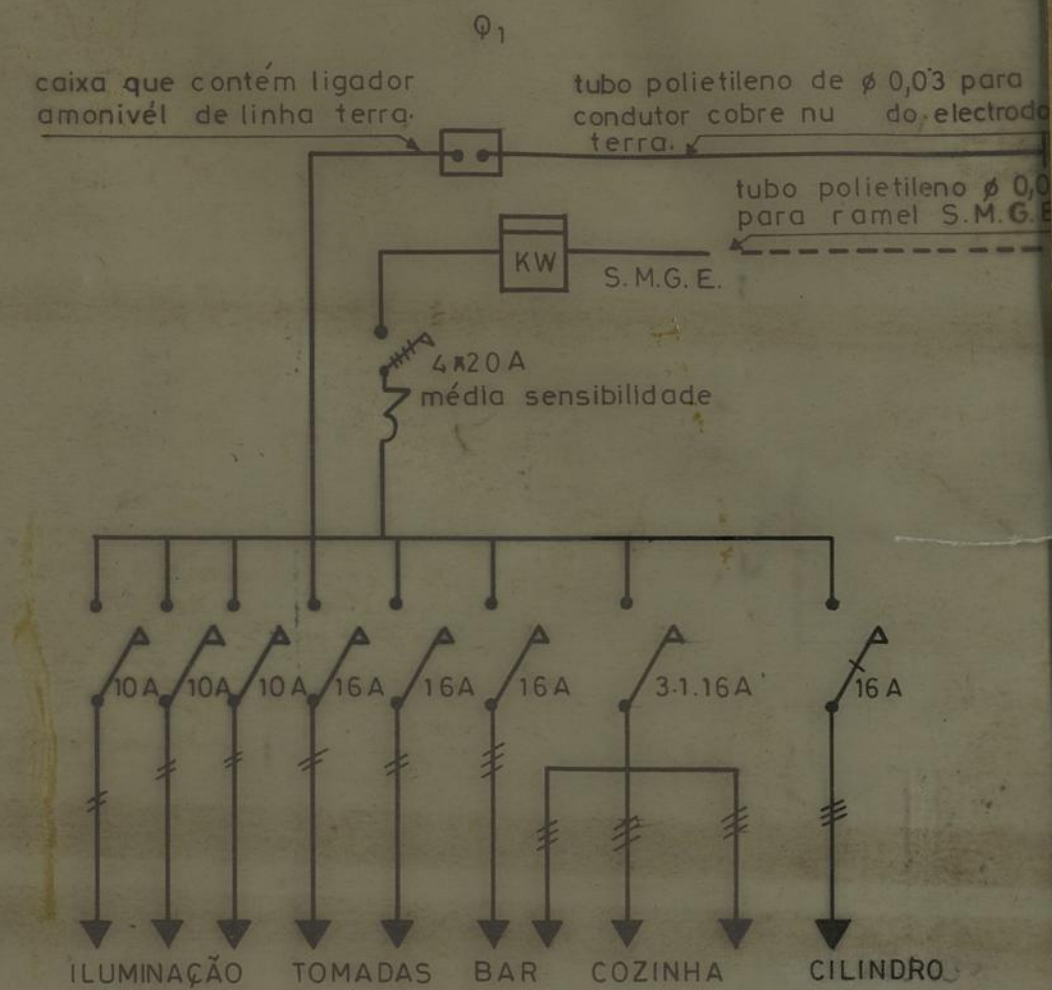 Q1
caixa que contém ligador
amonivél de linha terra.
tubo polietileno de ø 0,03 para
condutor cobre nu do electrodo
terra.
tubo polietileno ø 0,0
para ramel S.M.G.E
KW
S.M.G.E.
4x20A
média sensibilidade
10A 10A 10A 16A 16A 16A 3.1.16A 16A
ILUMINAÇÃO TOMADAS BAR COZINHA CILINDRO